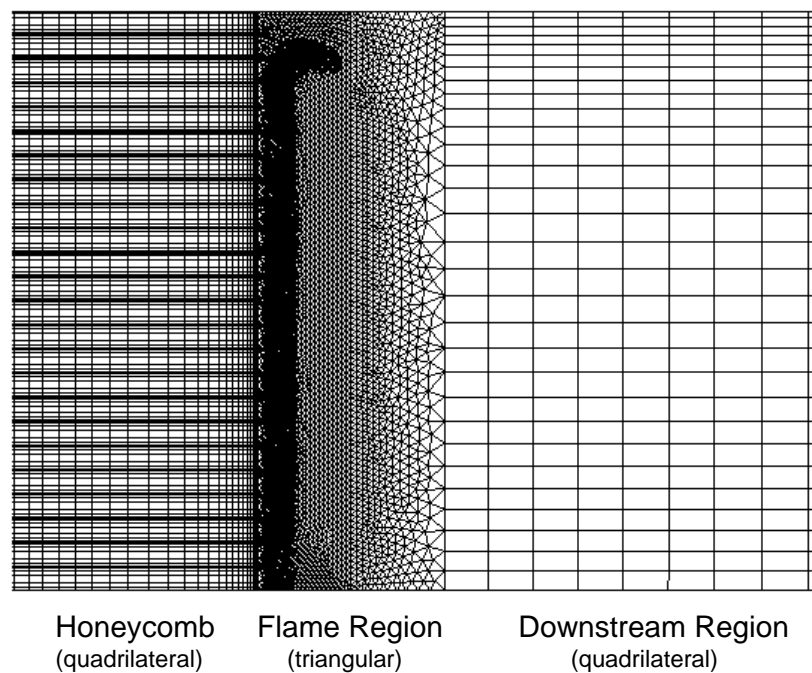 Honeycomb Flame Region Downstream Region
(quadrilateral) (triangular) (quadrilateral)